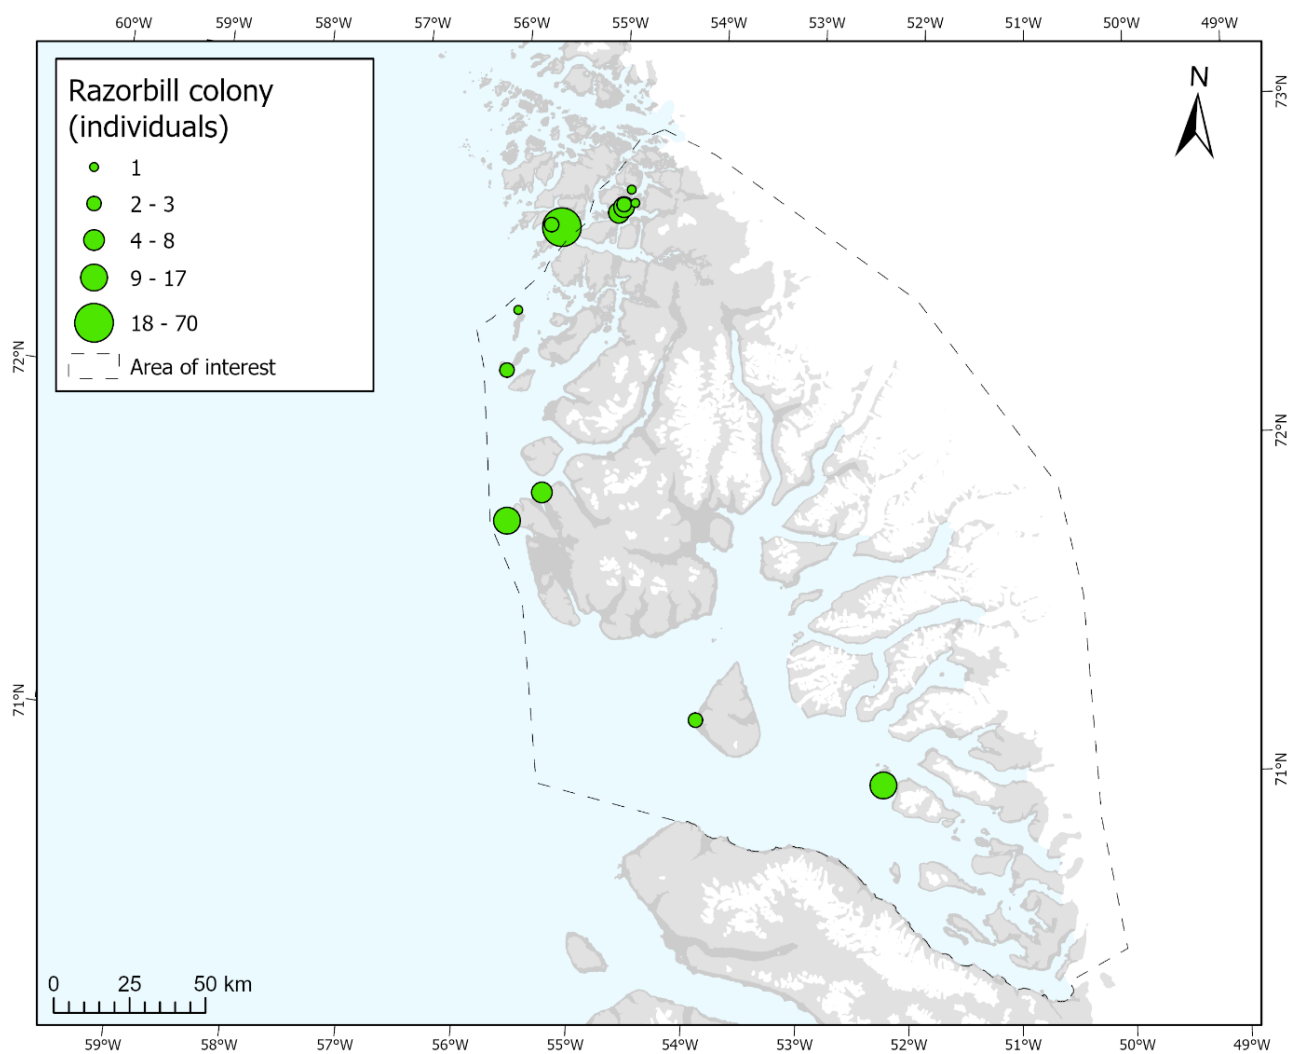 60°W 59°W 58°W 57°W 56°W 55°W 54°W 53°W 52°W 51°W 50°W 49°W
Razorbill colony
(individuals)
1
2 - 3
4 - 8
9 - 17
18 - 70
Area of interest
N
73°N
72°N
72°N
71°N
71°N
0 25 50 km
59°W 58°W 57°W 56°W 55°W 54°W 53°W 52°W 51°W 50°W 49°W